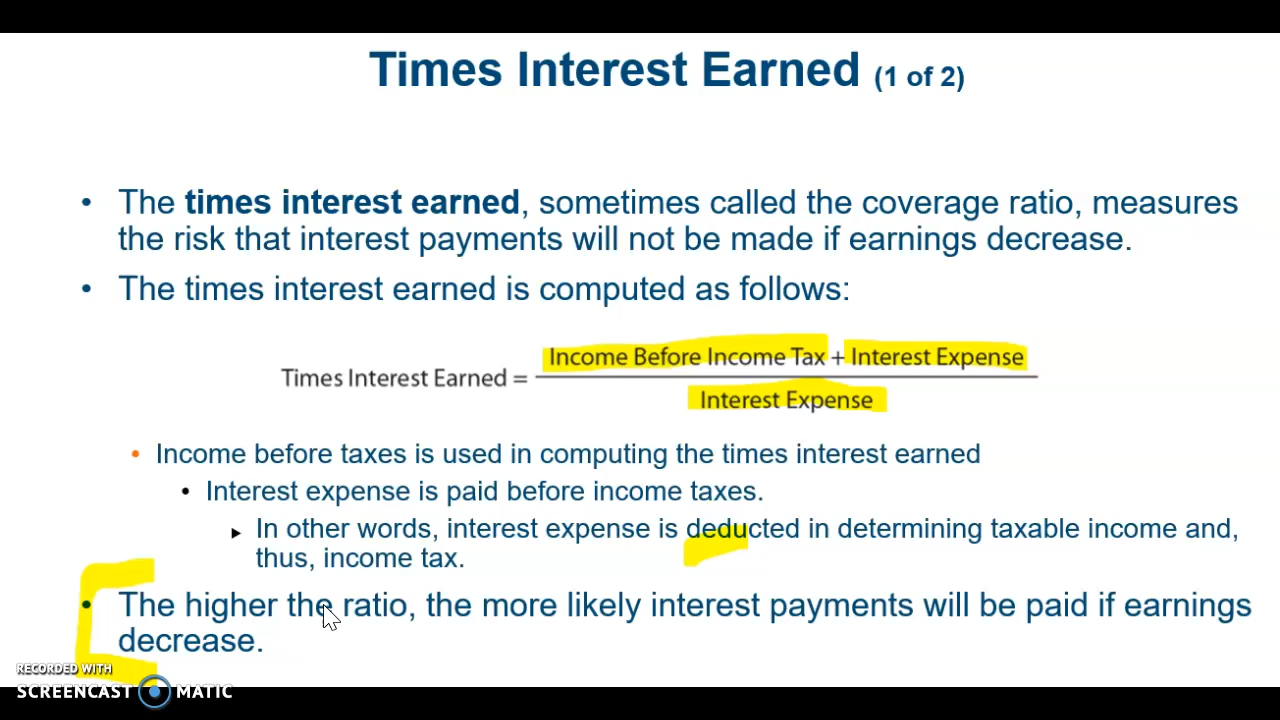 Times Interest Earned (1 of 2)
• The times interest earned, sometimes called the coverage ratio, measures
the risk that interest payments will not be made if earnings decrease.
• The times interest earned is computed as follows:
Times Interest Earned =
Income Before Income Tax + Interest Expense
Interest Expense
• Income before taxes is used in computing the times interest earned
• Interest expense is paid before income taxes.
▸ In other words, interest expense is deducted in determining taxable income and,
thus, income tax.
• The higher the ratio, the more likely interest payments will be paid if earnings
decrease.
RECORDED WITH
SCREENCAST MATIC